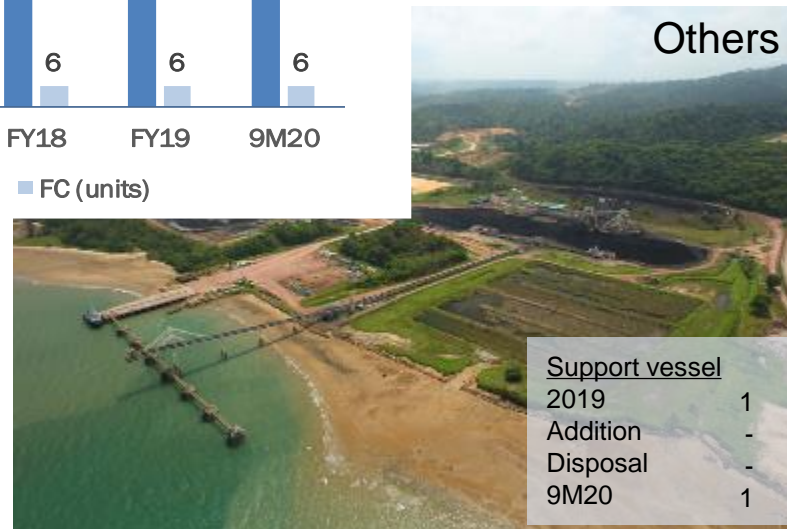 Others
6 6 6
FY18 FY19 9M20
FC (units)
Support vessel
2019 1
Addition -
Disposal -
9M20 1